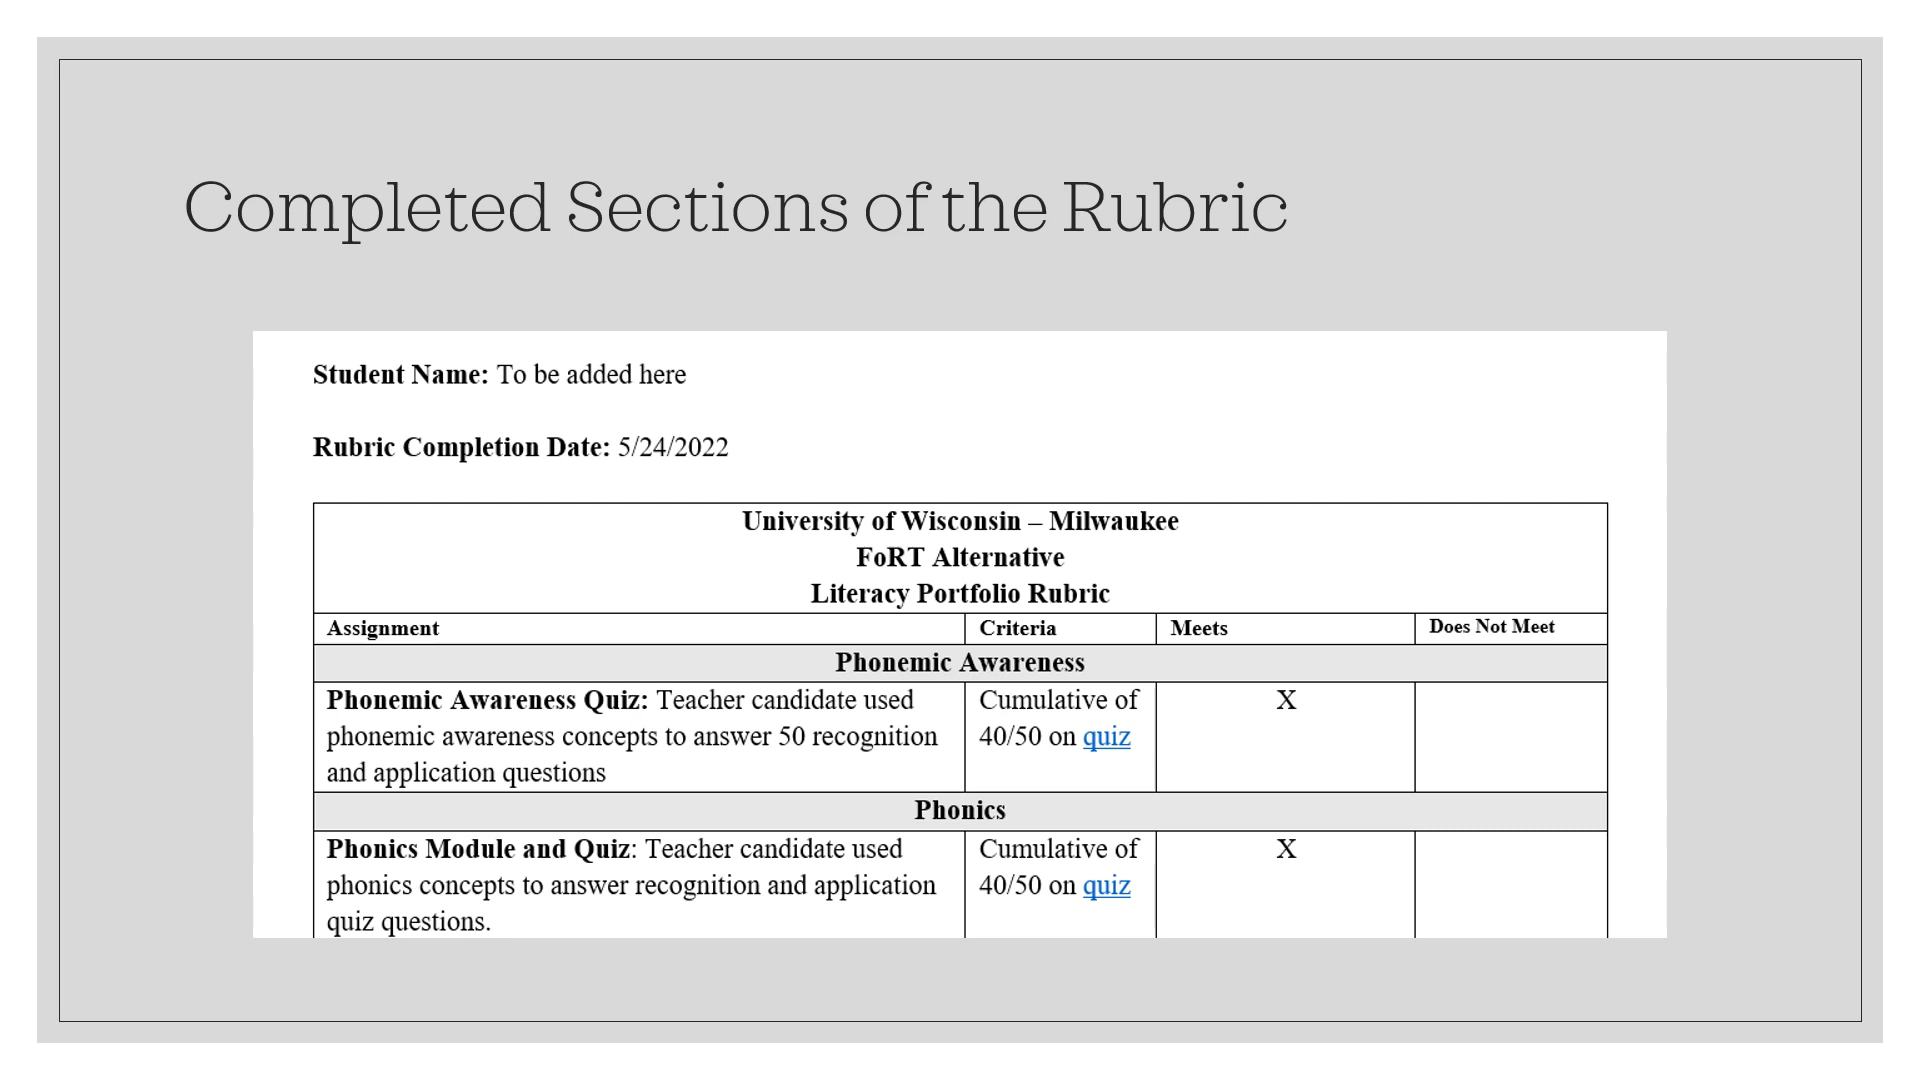 Completed Sections of the Rubric
Student Name: To be added here
Rubric Completion Date: 5/24/2022
University of Wisconsin – Milwaukee
FoRT Alternative
Literacy Portfolio Rubric
Assignment Criteria Meets Does Not Meet
Phonemic Awareness
Phonemic Awareness Quiz: Teacher candidate used
phonemic awareness concepts to answer 50 recognition
and application questions
Cumulative of
40/50 on quiz
X
Phonics
Phonics Module and Quiz: Teacher candidate used
phonics concepts to answer recognition and application
quiz questions.
Cumulative of
40/50 on quiz
X